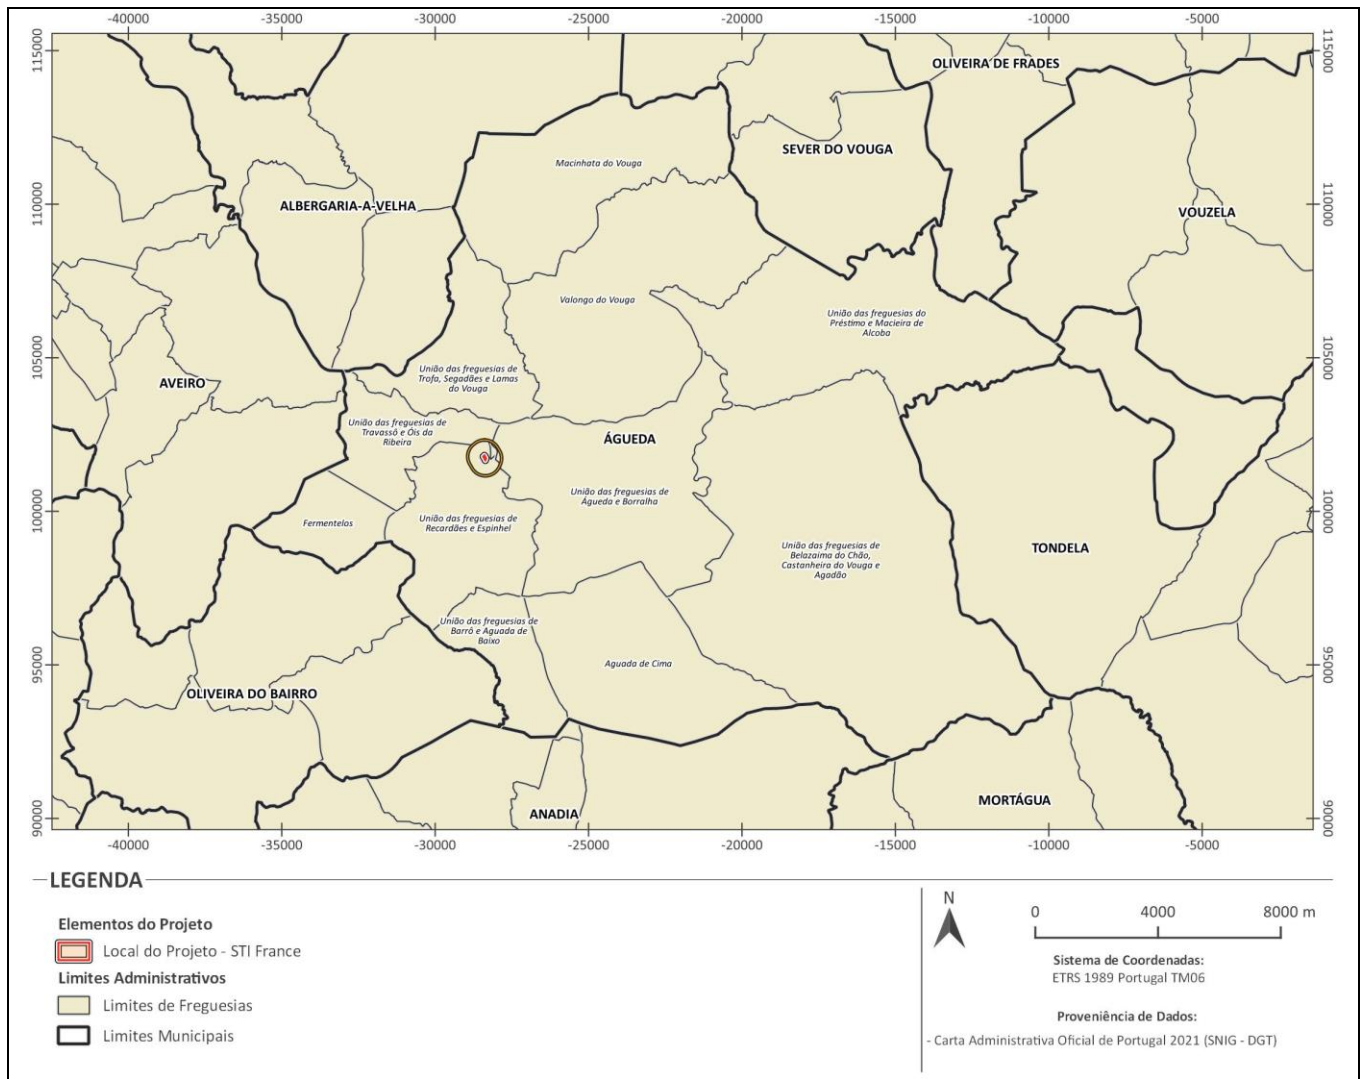 -40000 -35000 -30000 -25000 -20000 -15000 -10000 -5000
115000
115000
OLIVEIRA DE FRADES
SEVER DO VOUGA
Macinhata do Vouga
110000
110000
ALBERGARIA-A-VELHA
VOUZELA
Valongo do Vouga
União das freguesias do
Préstimo e Macieira de
Alcoba
105000
105000
União das freguesias de
Trofa, Segadães e Lamas
do Vouga
AVEIRO
União das freguesias de
Travassô e Óis da
Ribeira
ÁGUEDA
União das freguesias de
Águeda e Borralha
100000
100000
Fermentelos
União das freguesias de
Recardães e Espinhel
União das freguesias de
Belazaima do Chão,
Castanheira do Vouga e
Agadão
TONDELA
União das freguesias de
Barrô e Aguada de
Baixo
95000
95000
Aguada de Cima
OLIVEIRA DO BAIRRO
90000
90000
ANADIA
MORTÁGUA
-40000 -35000 -30000 -25000 -20000 -15000 -10000 -5000
LEGENDA
Elementos do Projeto
Local do Projeto - STI France
Limites Administrativos
Limites de Freguesias
Limites Municipais
N
0 4000 8000 m
Sistema de Coordenadas:
ETRS 1989 Portugal TM06
Proveniência de Dados:
- Carta Administrativa Oficial de Portugal 2021 (SNIG - DGT)